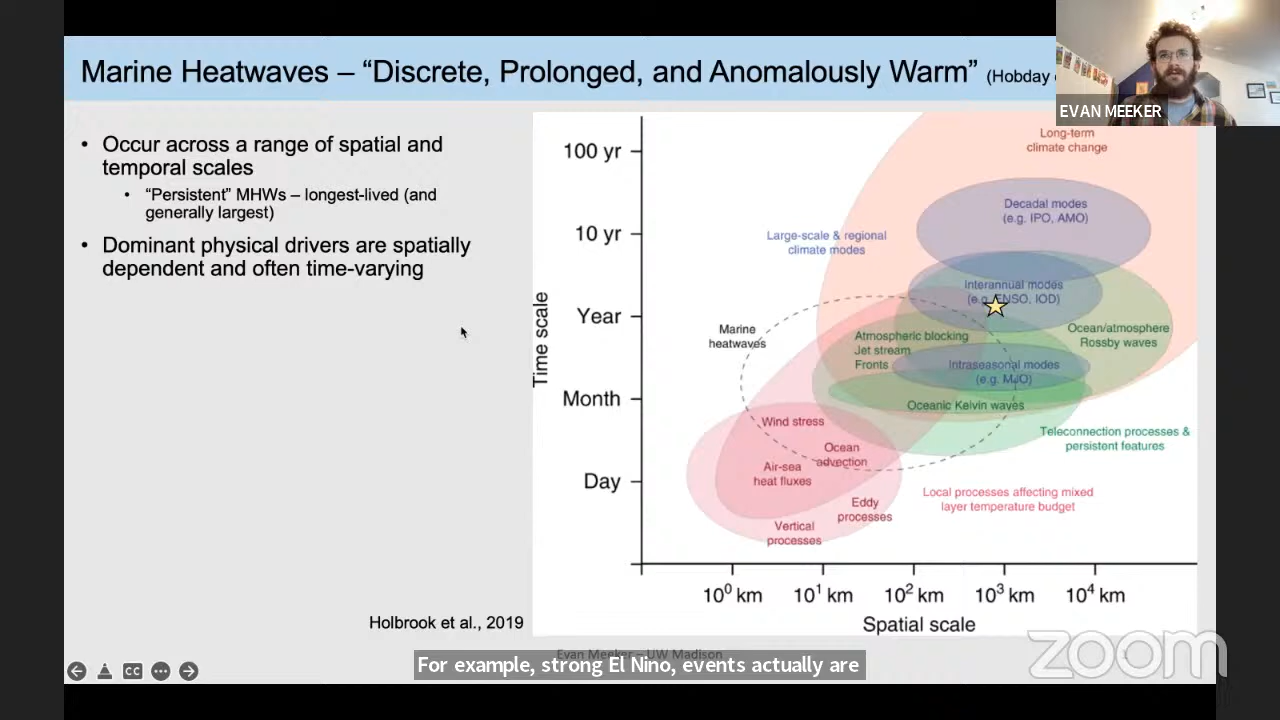 Marine Heatwaves – “Discrete, Prolonged, and Anomalously Warm” (Hobday
EVAN MEEKER
• Occur across a range of spatial and
temporal scales
• “Persistent” MHWs – longest-lived (and
generally largest)
• Dominant physical drivers are spatially
dependent and often time-varying
Holbrook et al., 2019
Time scale
100 yr
10 yr
Year
Month
Day
Long-term
climate change
Decadal modes
(e.g. IPO, AMO)
Large-scale & regional
climate modes
Interannual modes
(e.g. ENSO, IOD)
Marine
heatwaves
Atmospheric blocking
Jet stream
Fronts
Ocean/atmosphere
Rossby waves
Intraseasonal modes
(e.g. MJO)
Oceanic Kelvin waves
Wind stress
Teleconnection processes &
persistent features
Ocean
advection
Air-sea
heat fluxes
Local processes affecting mixed
layer temperature budget
Eddy
processes
Vertical
processes
10⁰ km 10¹ km 10² km 10³ km 10⁴ km
Spatial scale
Evan Meeker – UW Madison
CC
For example, strong El Nino, events actually are
zoom